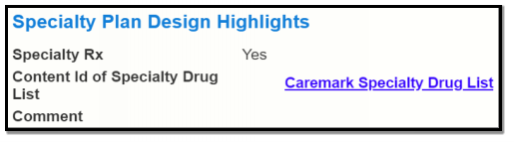 Specialty Plan Design Highlights
Specialty Rx Yes
Content Id of Specialty Drug
List
Caremark Specialty Drug List
Comment